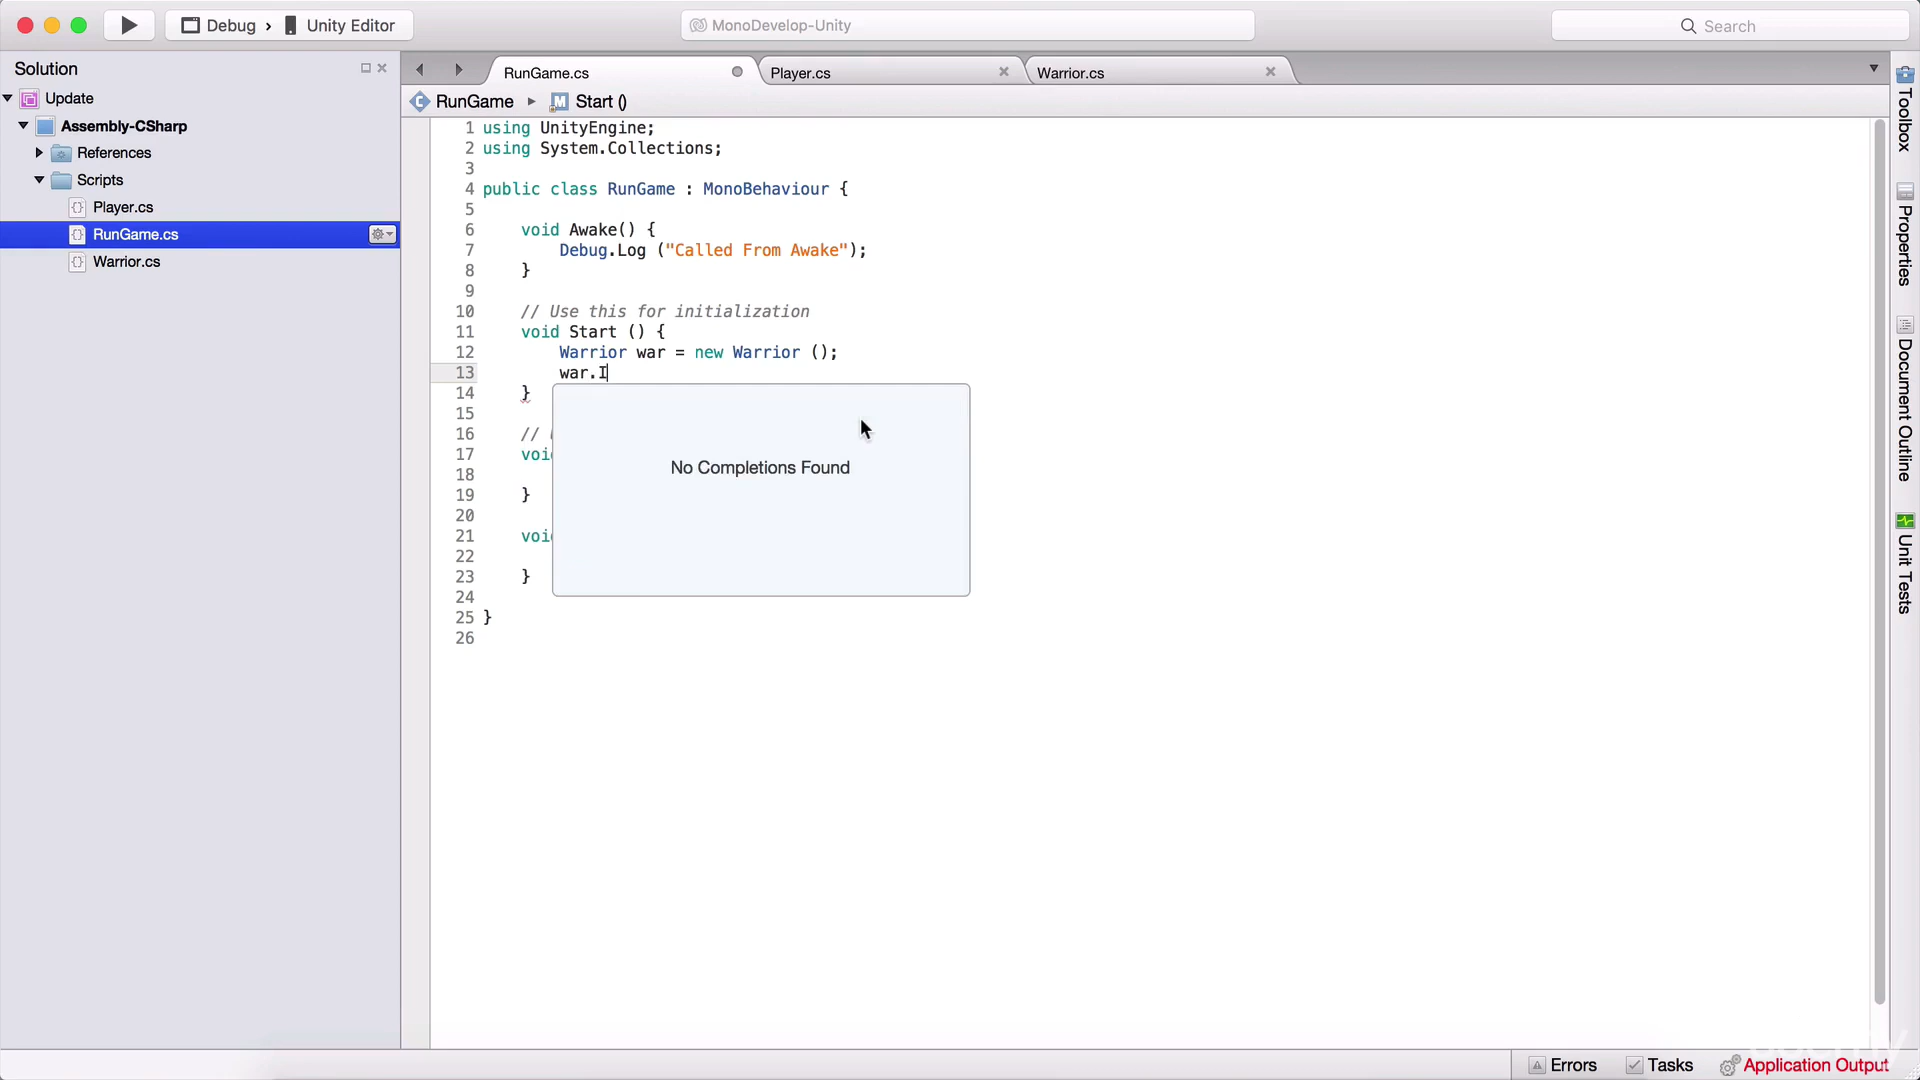 Debug › Unity Editor
MonoDevelop-Unity
Search
Solution
Update
Assembly-CSharp
References
Scripts
Player.cs
RunGame.cs
Warrior.cs
RunGame.cs
Player.cs
Warrior.cs
RunGame ▸ Start ()
1 using UnityEngine;
2 using System.Collections;
3
4 public class RunGame : MonoBehaviour {
5
6 void Awake() {
7 Debug.Log ("Called From Awake");
8 }
9
10 // Use this for initialization
11 void Start () {
12 Warrior war = new Warrior ();
13 war.I
14 }
15
16 //
17 voi
18
19 }
20
21 voi
22
23 }
24
25 }
26
No Completions Found
Toolbox
Properties
Document Outline
Unit Tests
Errors
Tasks
Application Output